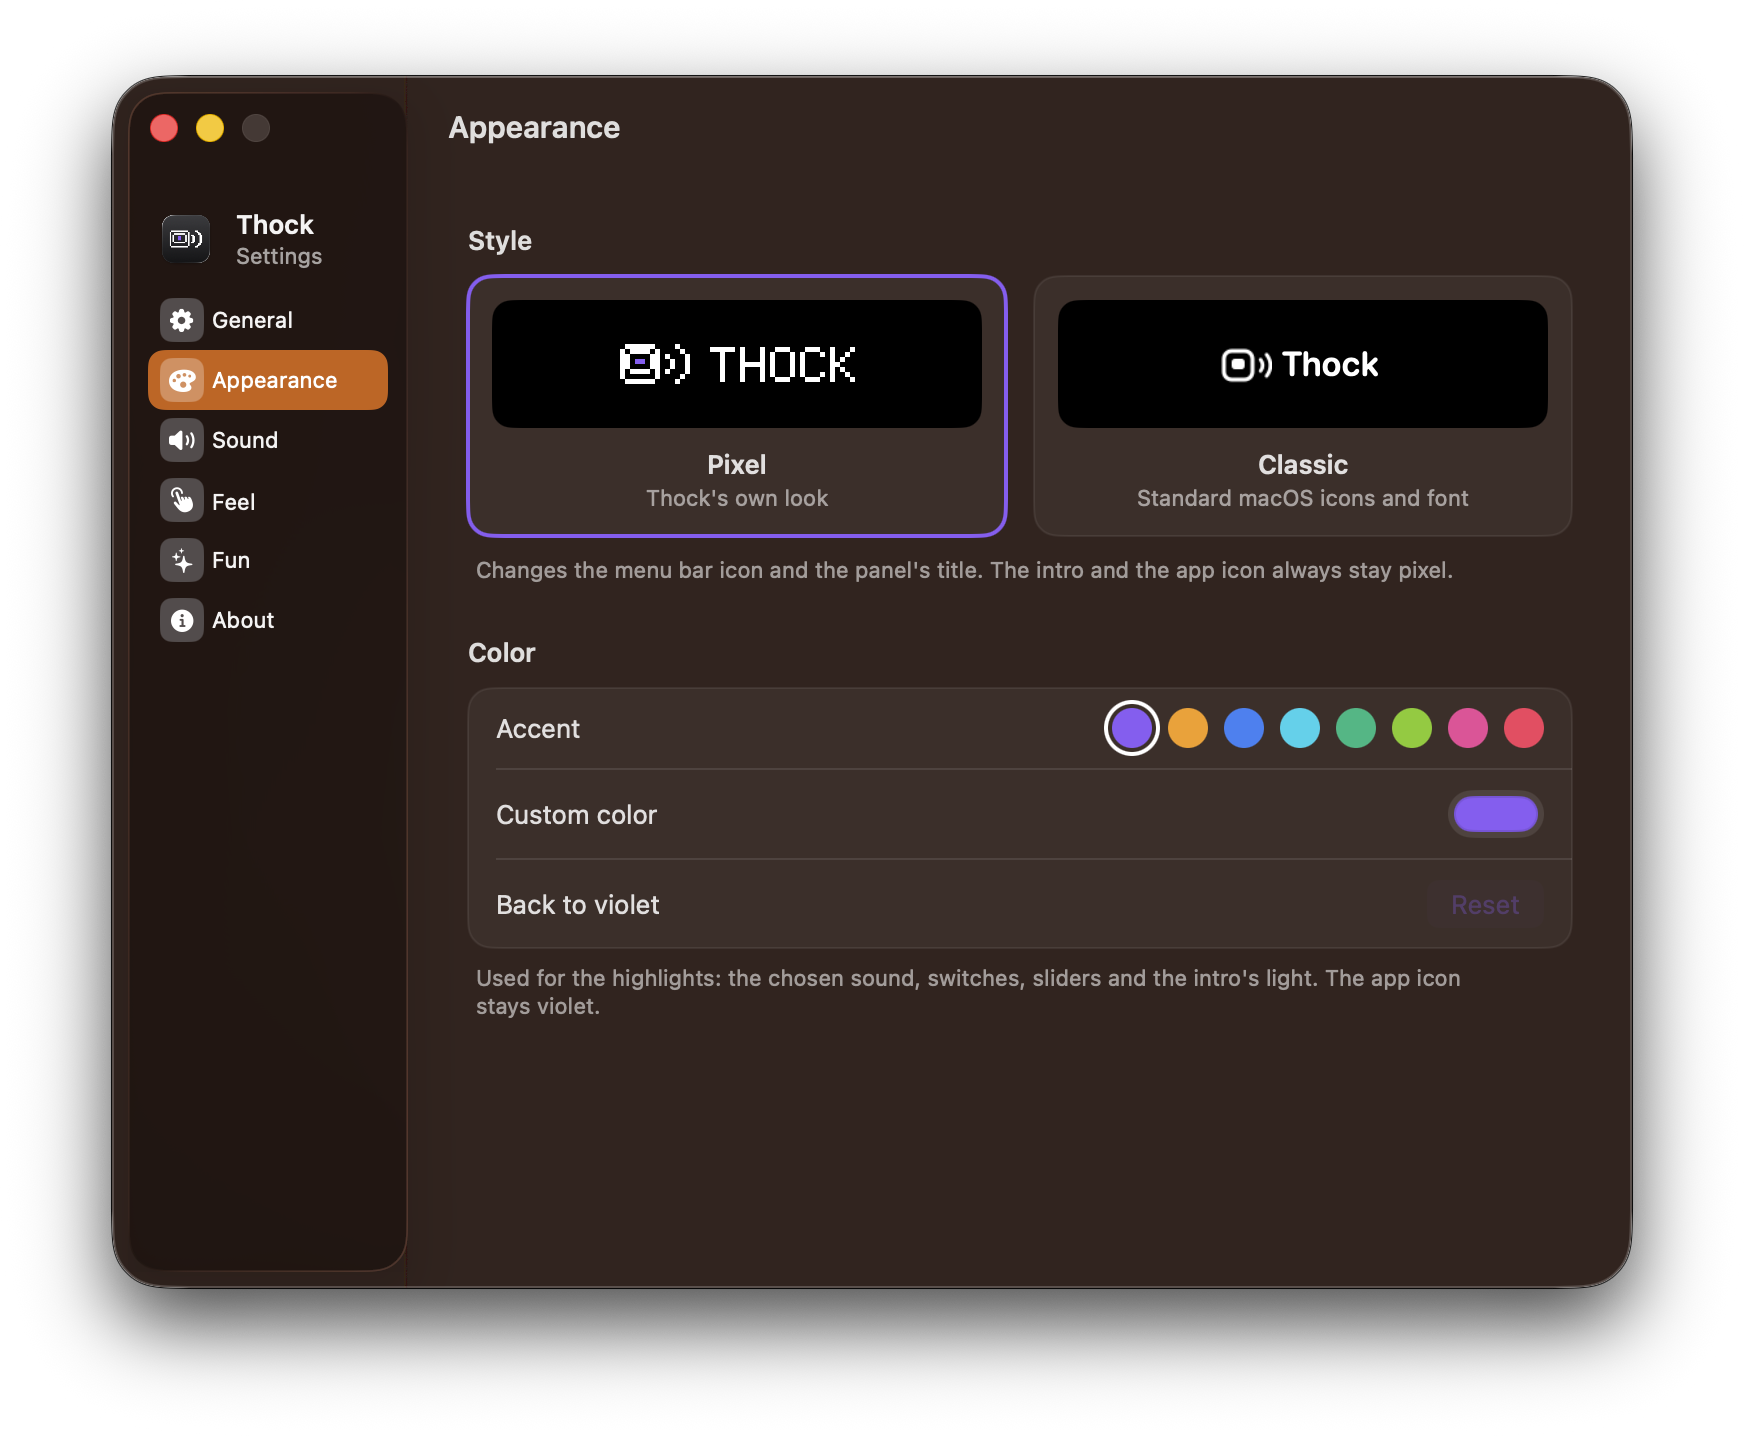 Appearance
Thock
Settings
General
Appearance
Sound
Feel
Fun
About
Style
THOCK
Pixel
Thock's own look
Thock
Classic
Standard macOS icons and font
Changes the menu bar icon and the panel's title. The intro and the app icon always stay pixel.
Color
Accent
Custom color
Back to violet
Reset
Used for the highlights: the chosen sound, switches, sliders and the intro's light. The app icon
stays violet.